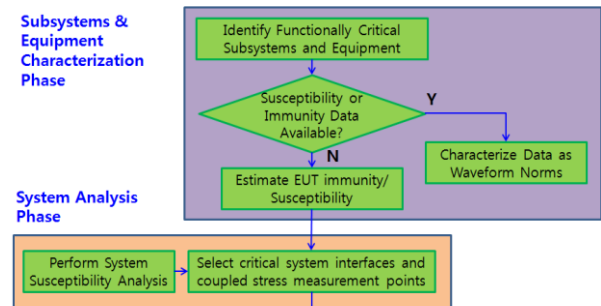 Subsystems &
Equipment
Characterization
Phase
Identify Functionally Critical
Subsystems and Equipment
Susceptibility or
Immunity Data
Available?
Y
N
Characterize Data as
Waveform Norms
Estimate EUT immunity/
Susceptibility
System Analysis
Phase
Perform System
Susceptibility Analysis
Select critical system interfaces and
coupled stress measurement points